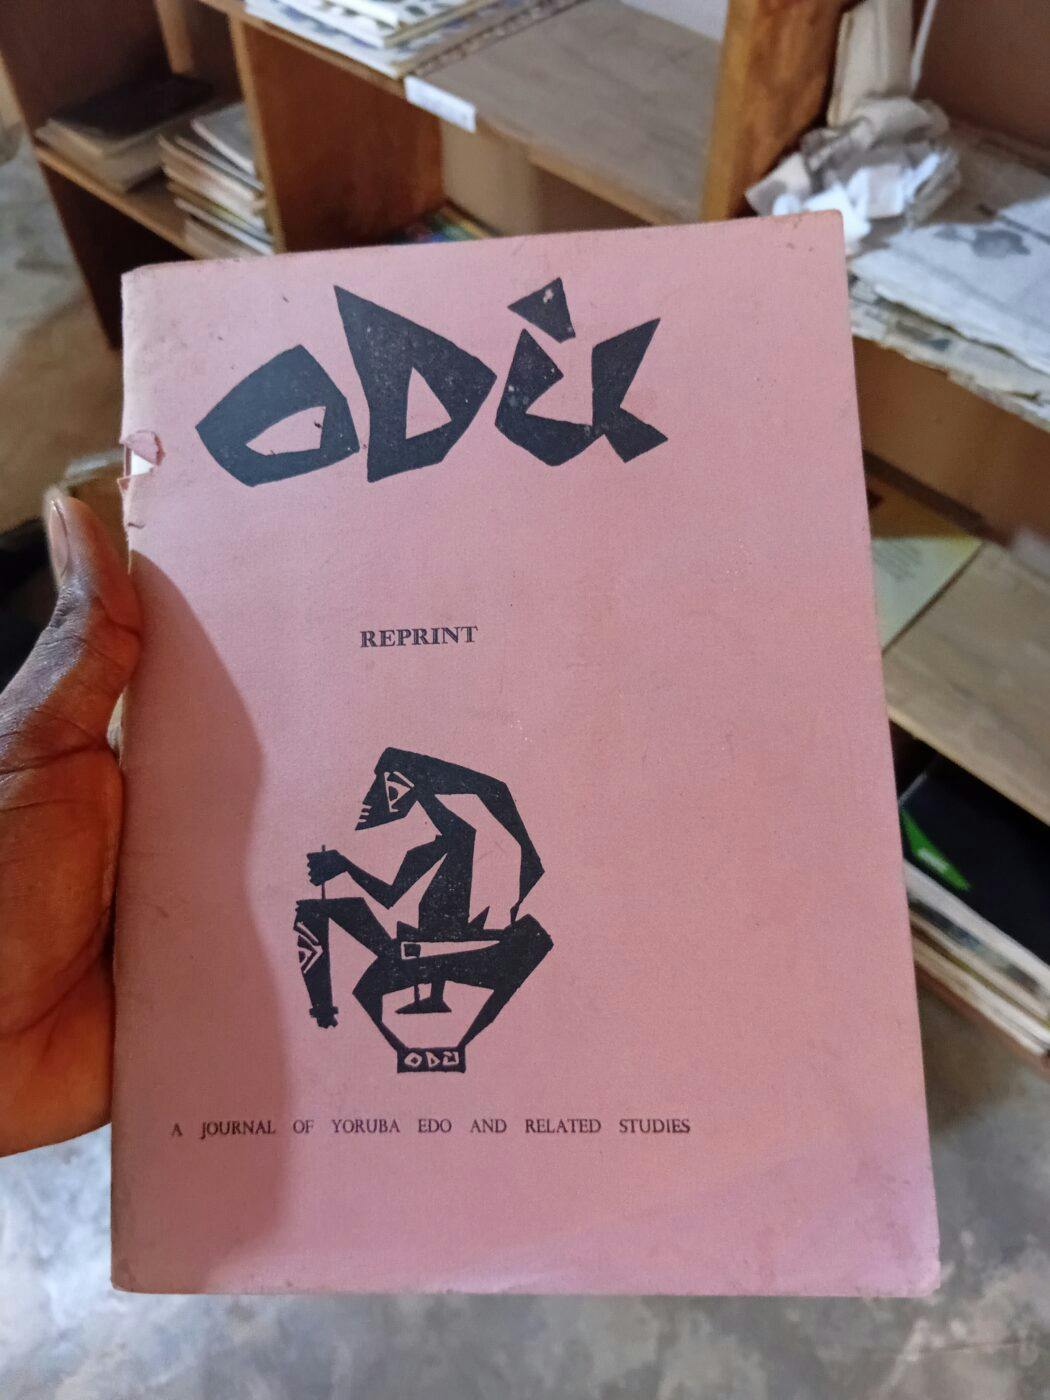 ODÙ
REPRINT
ODU
A JOURNAL OF YORUBA EDO AND RELATED STUDIES